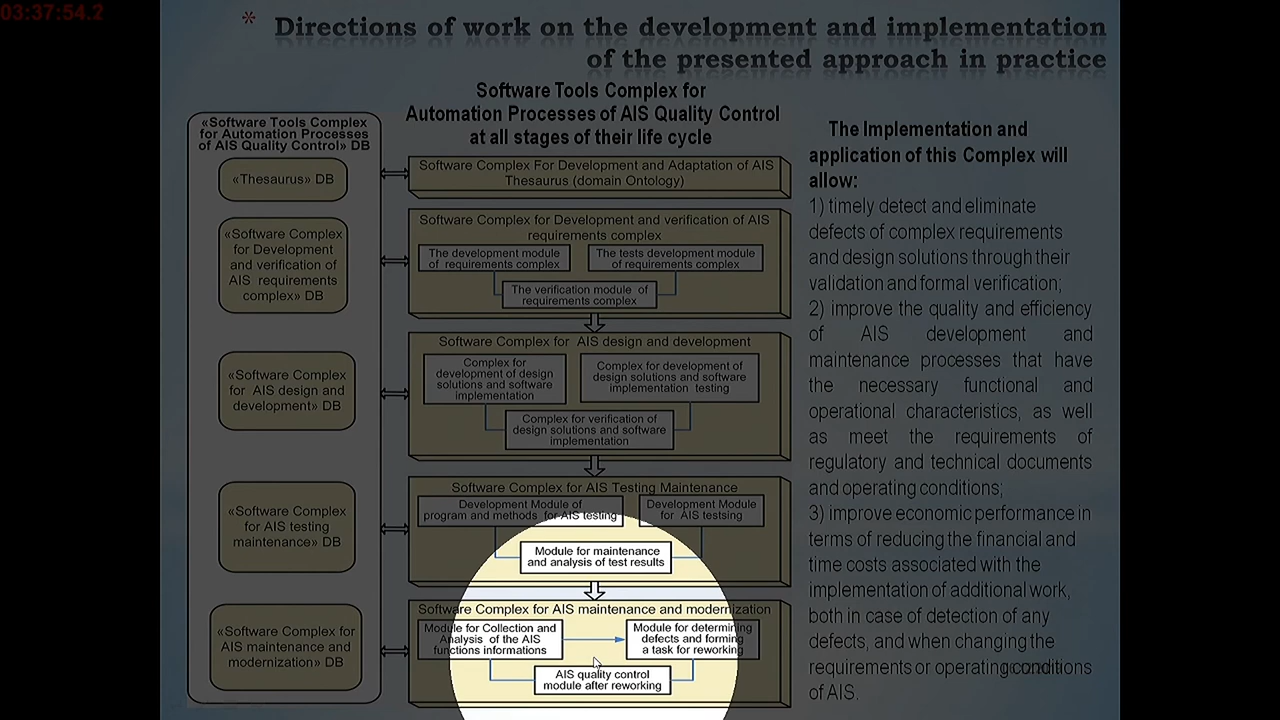 03:37:54.2
* Directions of work on the development and implementation
of the presented approach in practice
«Software Tools Complex
for Automation Processes
of AIS Quality Control» DB
«Thesaurus» DB
«Software Complex
for Development
and verification of
AIS requirements
complex» DB
«Software Complex
for AIS design and
development» DB
«Software Complex
for AIS testing
maintenance» DB
«Software Complex for
AIS maintenance and
modernization» DB
Software Tools Complex for
Automation Processes of AIS Quality Control
at all stages of their life cycle
Software Complex For Development and Adaptation of AIS
Thesaurus (domain Ontology)
Software Complex for Development and verification of AIS
requirements complex
The development module
of requirements complex
The tests development module
of requirements complex
The verification module of
requirements complex
Software Complex for AIS design and development
Complex for
development of design
solutions and software
implementation
Complex for development of
design solutions and software
implementation testing
Complex for verification of
design solutions and software
implementation
Software Complex for AIS Testing Maintenance
Development Module of
program and methods for AIS testing
Development Module
for AIS testsing
Module for maintenance
and analysis of test results
Software Complex for AIS maintenance and modernization
Module for Collection and
Analysis of the AIS
functions informations
Module for determining
defects and forming
a task for reworking
AIS quality control
module after reworking
The Implementation and
application of this Complex will
allow:
1) timely detect and eliminate
defects of complex requirements
and design solutions through their
validation and formal verification;
2) improve the quality and efficiency
of AIS development and
maintenance processes that have
the necessary functional and
operational characteristics, as well
as meet the requirements of
regulatory and technical documents
and operating conditions;
3) improve economic performance in
terms of reducing the financial and
time costs associated with the
implementation of additional work,
both in case of detection of any
defects, and when changing the
requirements or operating conditions
of AIS.